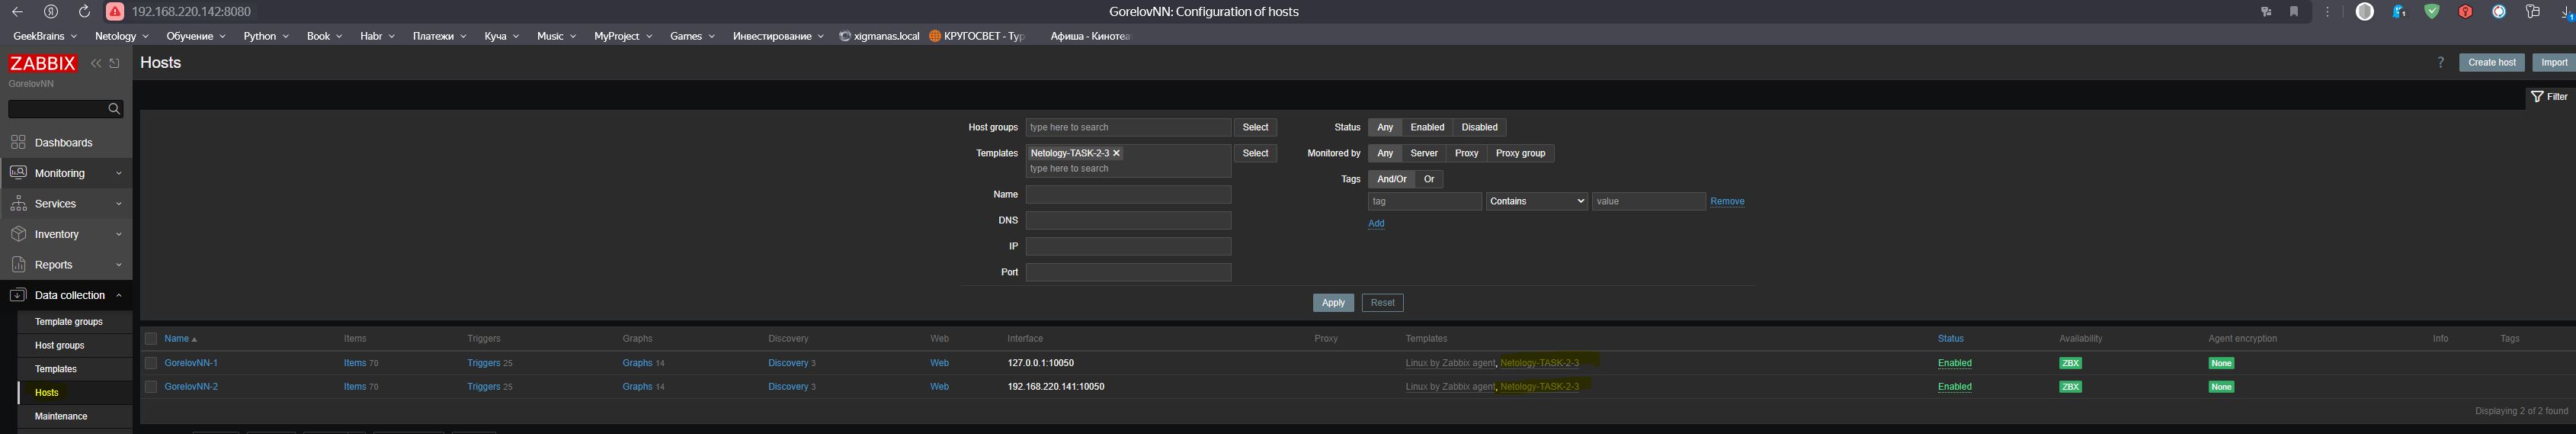 192.168.220.142:8080 GorelovNN: Configuration of hosts
GeekBrains Netology Обучение Python Book Habr Платежи Куча Music MyProject Games Инвестирование xigmanas.local КРУГОСВЕТ - Тур Афиша - Кинотеа
ZABBIX Hosts ? Create host Import
GorelovNN
Filter
Host groups type here to search Select Status Any Enabled Disabled
Dashboards
Templates Netology-TASK-2-3 Select Monitored by Any Server Proxy Proxy group
type here to search
Monitoring
Tags And/Or Or
Name tag Contains value Remove
Services
DNS Add
Inventory
IP
Reports
Port
Data collection
Apply Reset
Template groups
Name Items Triggers Graphs Discovery Web Interface Proxy Templates Status Availability Agent encryption Info Tags
Host groups
GorelovNN-1 Items 70 Triggers 25 Graphs 14 Discovery 3 Web 127.0.0.1:10050 Linux by Zabbix agent, Netology-TASK-2-3 Enabled ZBX None
Templates
GorelovNN-2 Items 70 Triggers 25 Graphs 14 Discovery 3 Web 192.168.220.141:10050 Linux by Zabbix agent, Netology-TASK-2-3 Enabled ZBX None
Hosts
Displaying 2 of 2 found
Maintenance